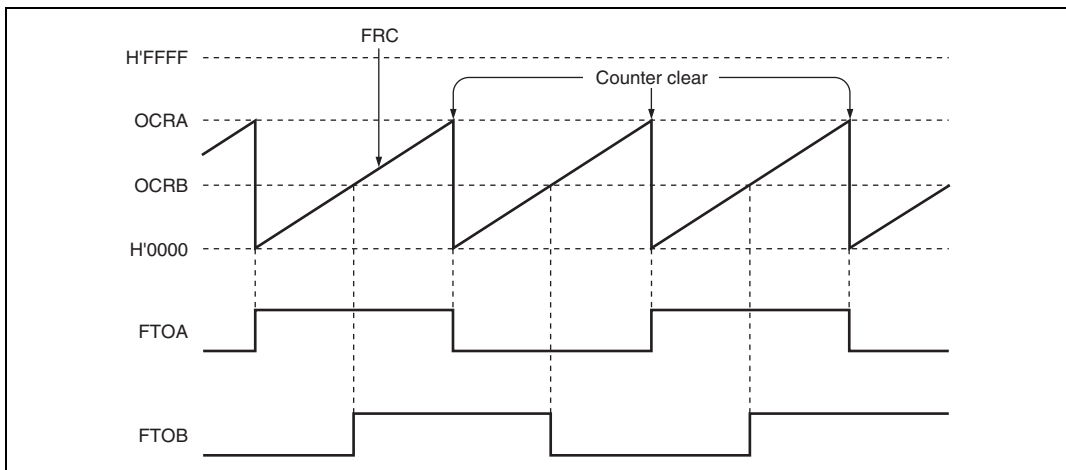 FRC
H'FFFF
Counter clear
OCRA
OCRB
H'0000
FTOA
FTOB